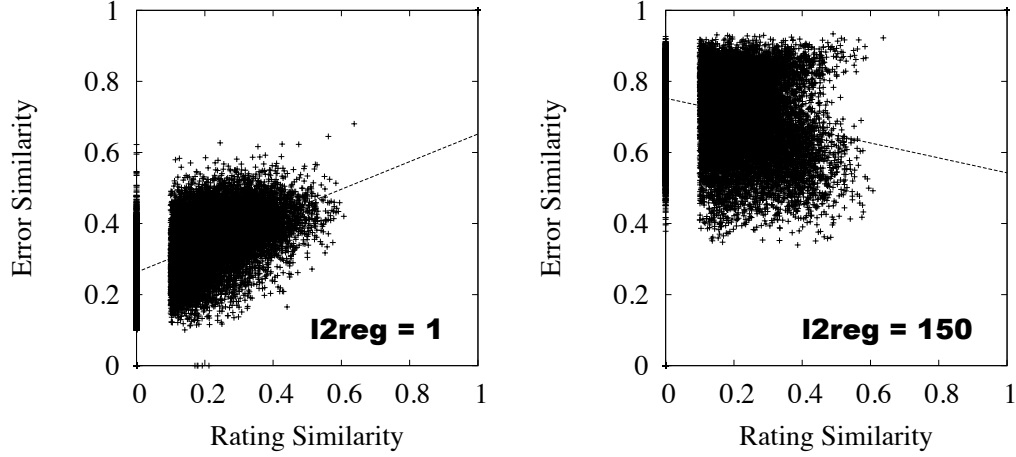 1
0.8
0.6
0.4
0.2
0
Error Similarity
0 0.2 0.4 0.6 0.8 1
Rating Similarity
l2reg = 1
1
0.8
0.6
0.4
0.2
0
Error Similarity
0 0.2 0.4 0.6 0.8 1
Rating Similarity
l2reg = 150